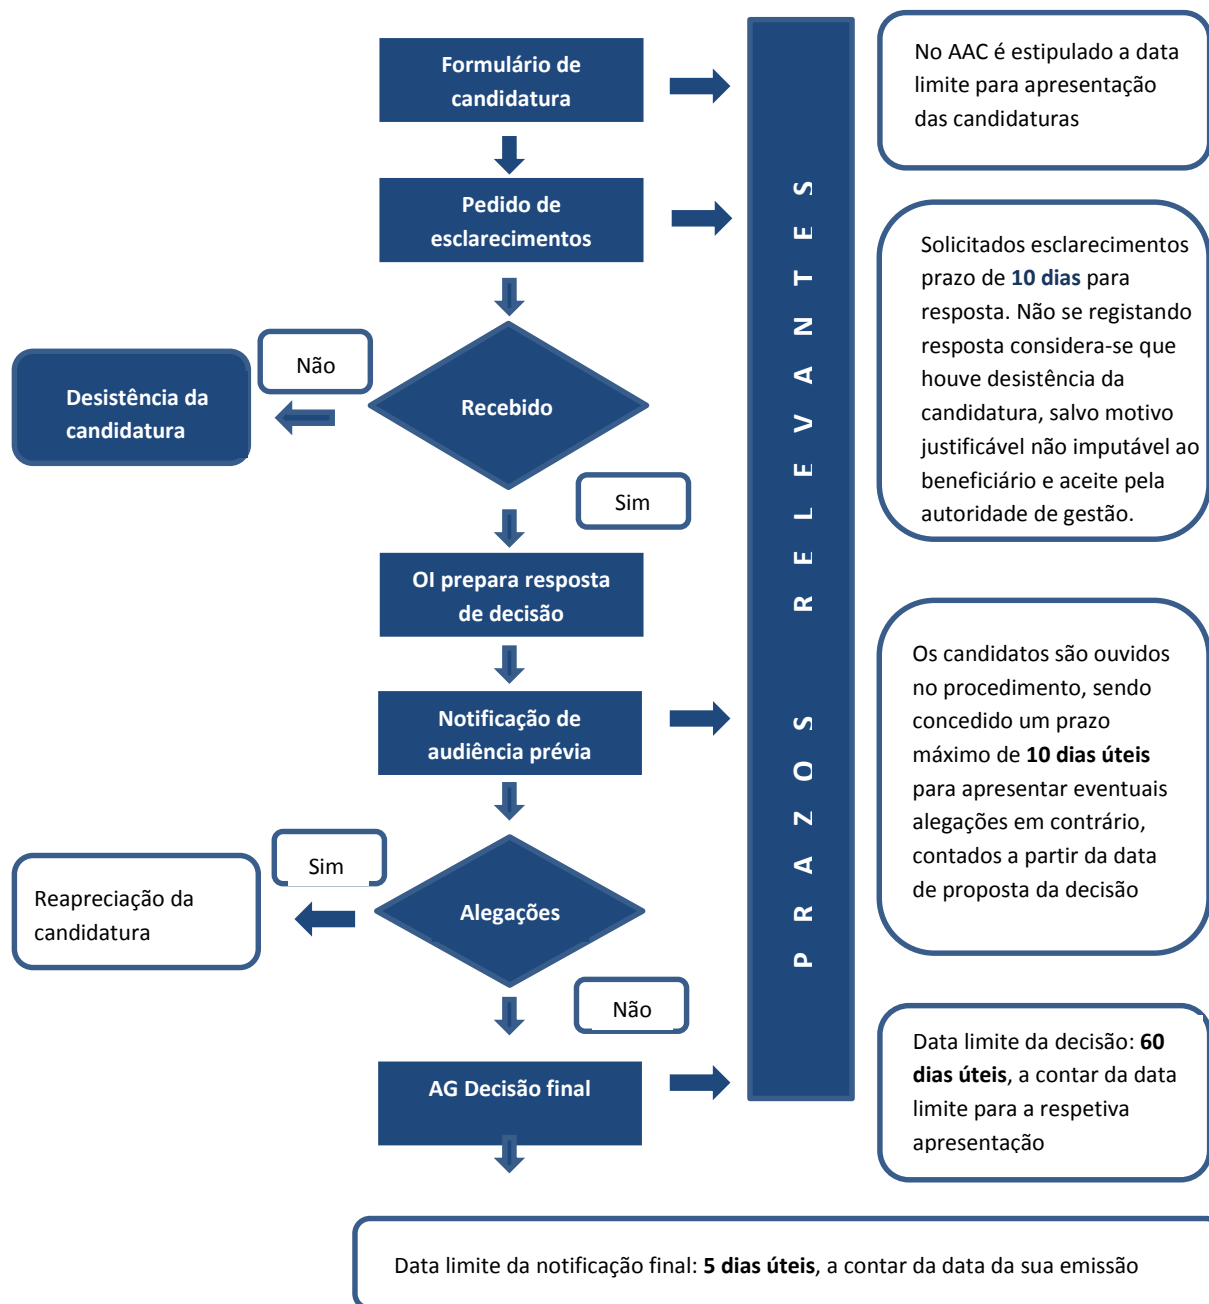 Formulário de
candidatura
No AAC é estipulado a data
limite para apresentação
das candidaturas
Pedido de
esclarecimentos
Solicitados esclarecimentos
prazo de 10 dias para
resposta. Não se registando
resposta considera-se que
houve desistência da
candidatura, salvo motivo
justificável não imputável ao
beneficiário e aceite pela
autoridade de gestão.
Não
Desistência da
candidatura
Recebido
Sim
OI prepara resposta
de decisão
PRAZOS RELEVANTES
Notificação de
audiência prévia
Os candidatos são ouvidos
no procedimento, sendo
concedido um prazo
máximo de 10 dias úteis
para apresentar eventuais
alegações em contrário,
contados a partir da data
de proposta da decisão
Sim
Reapreciação da
candidatura
Alegações
Não
AG Decisão final
Data limite da decisão: 60
dias úteis, a contar da data
limite para a respetiva
apresentação
Data limite da notificação final: 5 dias úteis, a contar da data da sua emissão